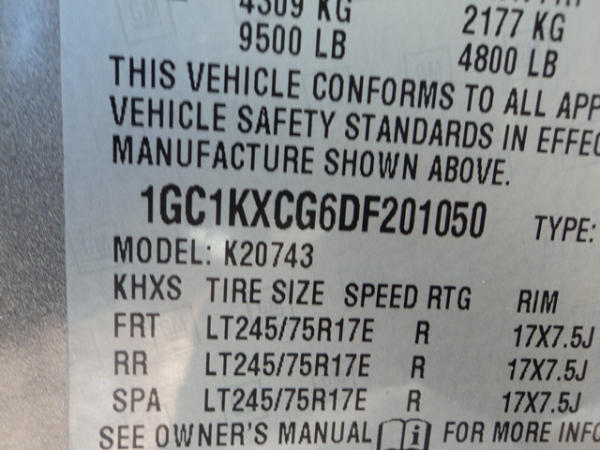 4309 KG 2177 KG
9500 LB 4800 LB
THIS VEHICLE CONFORMS TO ALL APP
VEHICLE SAFETY STANDARDS IN EFFEC
MANUFACTURE SHOWN ABOVE.
1GC1KXCG6DF201050 TYPE:
MODEL: K20743
KHXS TIRE SIZE SPEED RTG RIM
FRT LT245/75R17E R 17X7.5J
RR LT245/75R17E R 17X7.5J
SPA LT245/75R17E R 17X7.5J
SEE OWNER'S MANUAL i FOR MORE INFO